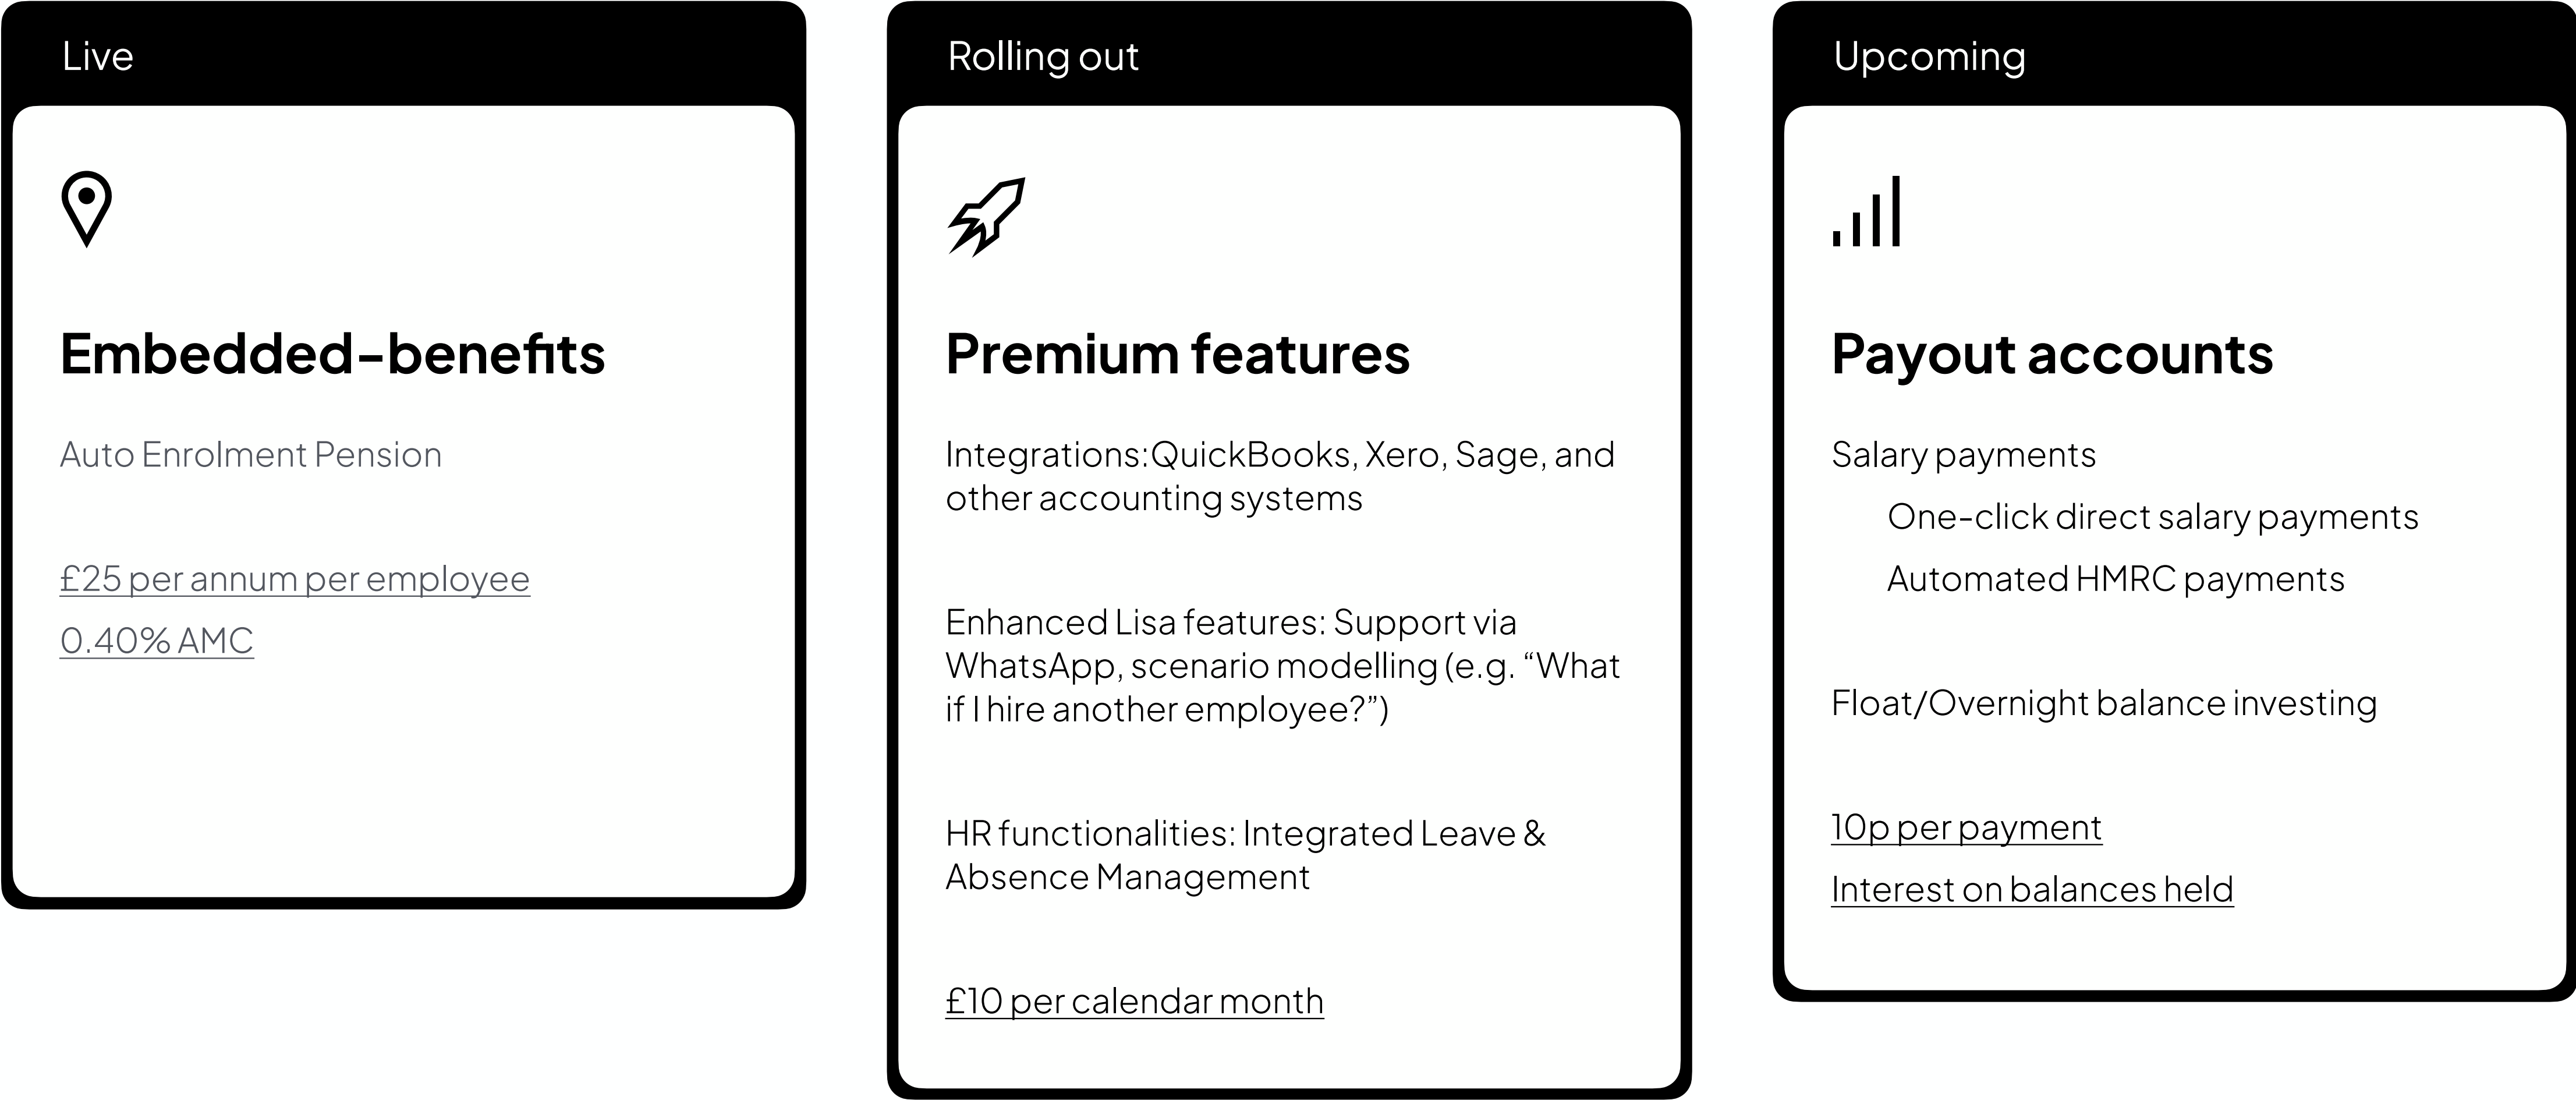 Live
Embedded-benefits
Auto Enrolment Pension
£25 per annum per employee
0.40% AMC
Rolling out
Premium features
Integrations:QuickBooks, Xero, Sage, and
other accounting systems
Enhanced Lisa features: Support via
WhatsApp, scenario modelling (e.g. “What
if I hire another employee?”)
HR functionalities: Integrated Leave &
Absence Management
£10 per calendar month
Upcoming
Payout accounts
Salary payments
One-click direct salary payments
Automated HMRC payments
Float/Overnight balance investing
10p per payment
Interest on balances held